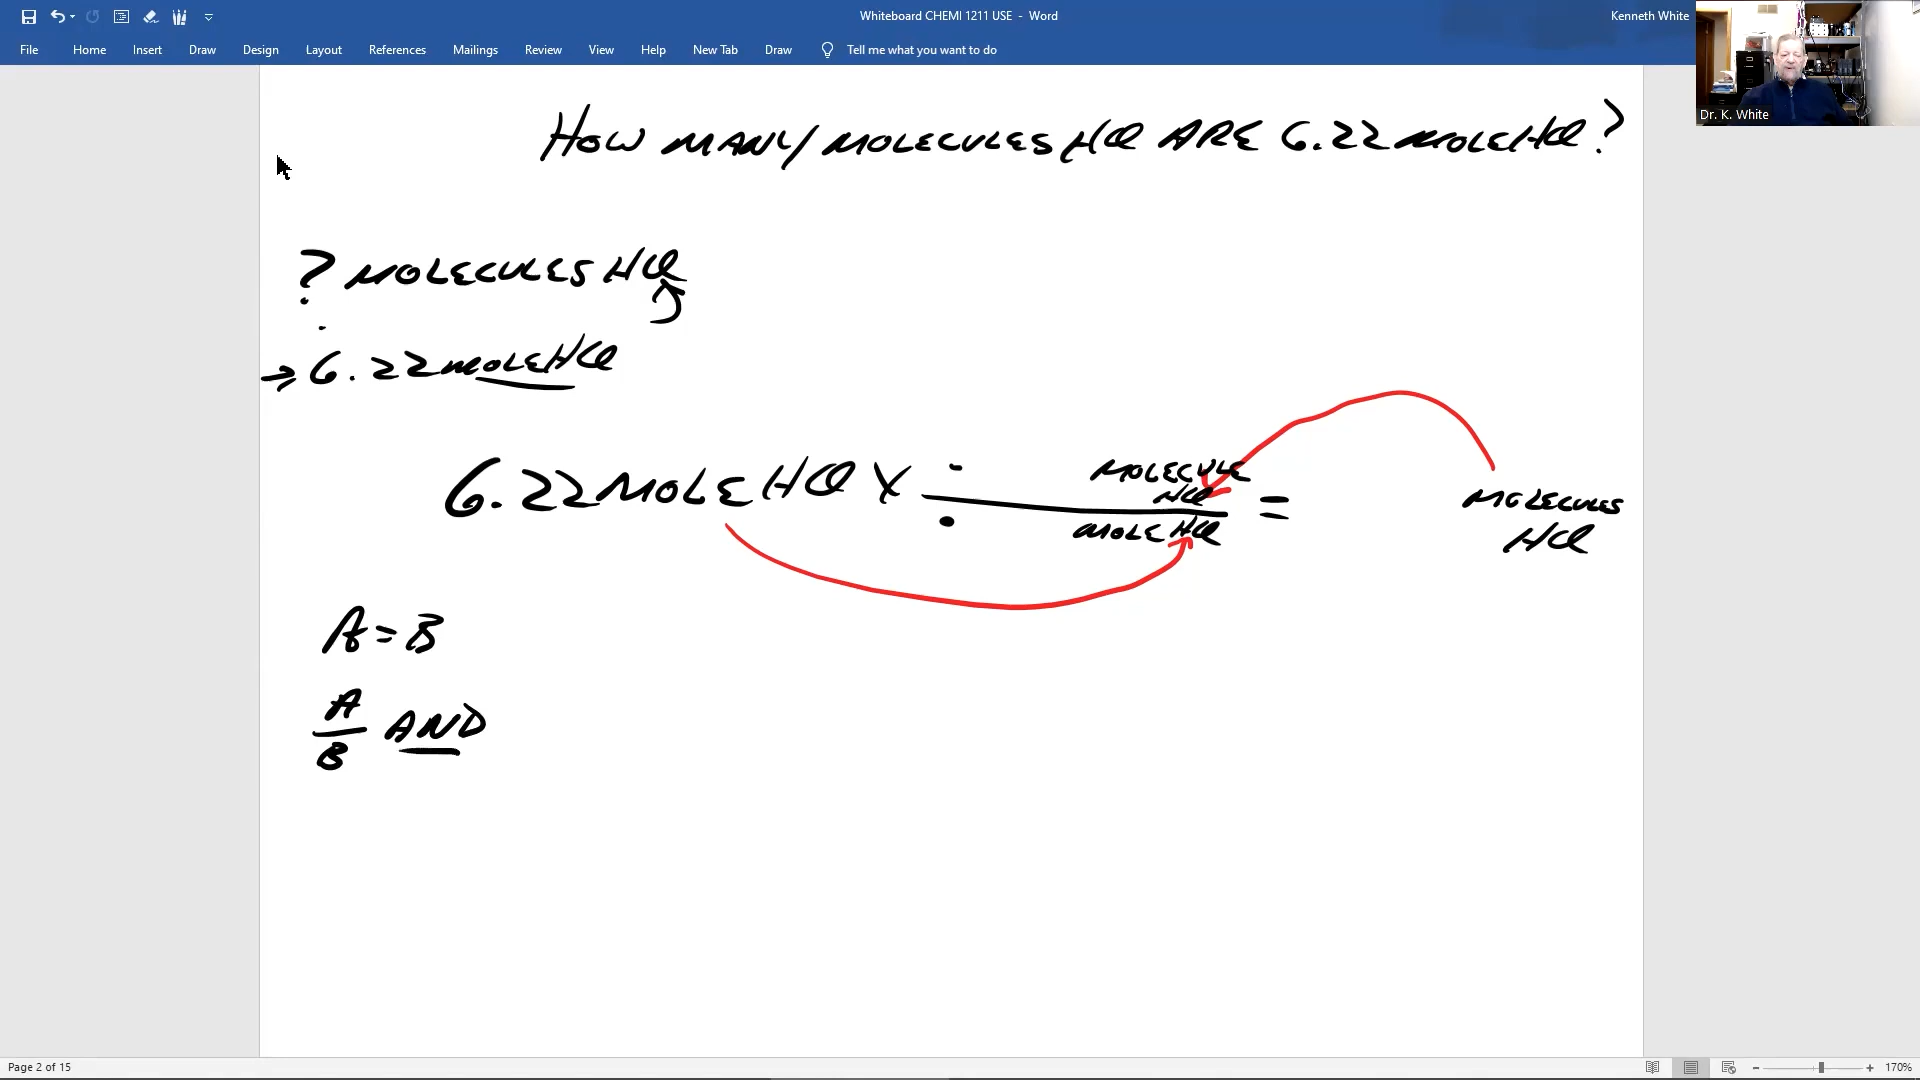 Whiteboard CHEMI 1211 USE - Word
Kenneth White
File Home Insert Draw Design Layout References Mailings Review View Help New Tab Draw Tell me what you want to do
Dr. K. White
HOW MANY MOLECULES HCl ARE 6.22 MOLE HCl?
? MOLECULES HCl
→ 6.22 MOLE HCl
6.22 MOLE HCl X MOLECULE HCl / MOLE HCl = MOLECULES HCl
A = B
A
B AND
Page 2 of 15
170%